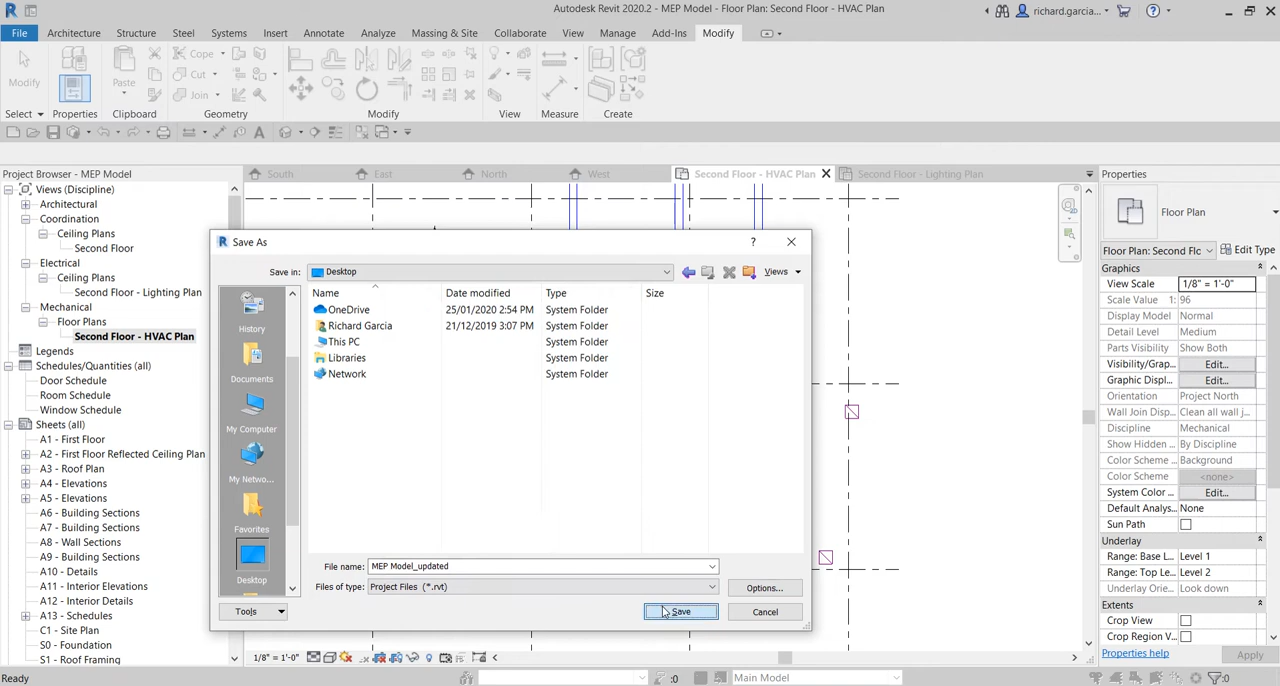 Autodesk Revit 2020.2 - MEP Model - Floor Plan: Second Floor - HVAC Plan
richard.garcia...
File Architecture Structure Steel Systems Insert Annotate Analyze Massing & Site Collaborate View Manage Add-Ins Modify
Cope
Modify Paste Cut
Join
Select Properties Clipboard Geometry Modify View Measure Create
Project Browser - MEP Model
South East North West Second Floor - HVAC Plan Second Floor - Lighting Plan
Views (Discipline)
Architectural
Coordination
Ceiling Plans
Second Floor
Electrical
Ceiling Plans
Second Floor - Lighting Plan
Mechanical
Floor Plans
Second Floor - HVAC Plan
Legends
Schedules/Quantities (all)
Door Schedule
Room Schedule
Window Schedule
Sheets (all)
A1 - First Floor
A2 - First Floor Reflected Ceiling Plan
A3 - Roof Plan
A4 - Elevations
A5 - Elevations
A6 - Building Sections
A7 - Building Sections
A8 - Wall Sections
A9 - Building Sections
A10 - Details
A11 - Interior Elevations
A12 - Interior Details
A13 - Schedules
C1 - Site Plan
S0 - Foundation
S1 - Roof Framing
Save As
Save in: Desktop Views
Name Date modified Type Size
OneDrive 25/01/2020 2:54 PM System Folder
Richard Garcia 21/12/2019 3:07 PM System Folder
This PC System Folder
Libraries System Folder
Network System Folder
History
Documents
My Computer
My Netwo...
Favorites
Desktop
File name: MEP Model_updated
Files of type: Project Files (*.rvt) Options...
Tools Save Cancel
Properties
Floor Plan
Floor Plan: Second Flc Edit Type
Graphics
View Scale 1/8" = 1'-0"
Scale Value 1: 96
Display Model Normal
Detail Level Medium
Parts Visibility Show Both
Visibility/Grap... Edit...
Graphic Displ... Edit...
Orientation Project North
Wall Join Disp... Clean all wall j...
Discipline Mechanical
Show Hidden ... By Discipline
Color Scheme ... Background
Color Scheme <none>
System Color ... Edit...
Default Analys... None
Sun Path
Underlay
Range: Base L... Level 1
Range: Top Le... Level 2
Underlay Orie... Look down
Extents
Crop View
Crop Region V...
Properties help Apply
1/8" = 1'-0"
Ready :0 Main Model :0